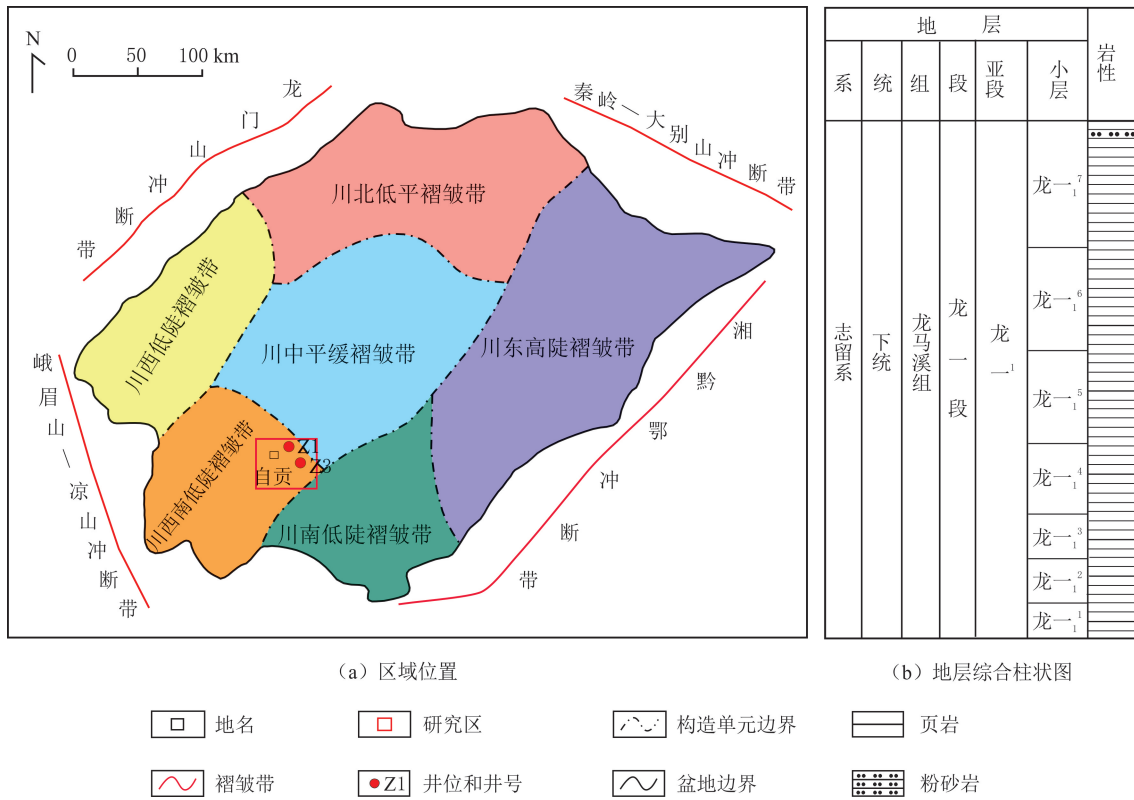 N
0 50 100 km
龙门山冲断带
秦岭—大别山冲断带
川北低平褶皱带
川西低陡褶皱带
川中平缓褶皱带
川东高陡褶皱带
湘黔鄂冲断带
峨眉山—凉山冲断带
川西南低陡褶皱带
Z1
Z3
自贡
川南低陡褶皱带
(a) 区域位置
地层
岩性
系 统 组 段 亚段 小层
志留系 下统 龙马溪组 龙一段 龙一¹
龙一₁⁷
龙一₁⁶
龙一₁⁵
龙一₁⁴
龙一₁³
龙一₁²
龙一₁¹
(b) 地层综合柱状图
地名 研究区 构造单元边界 页岩
褶皱带 Z1 井位和井号 盆地边界 粉砂岩